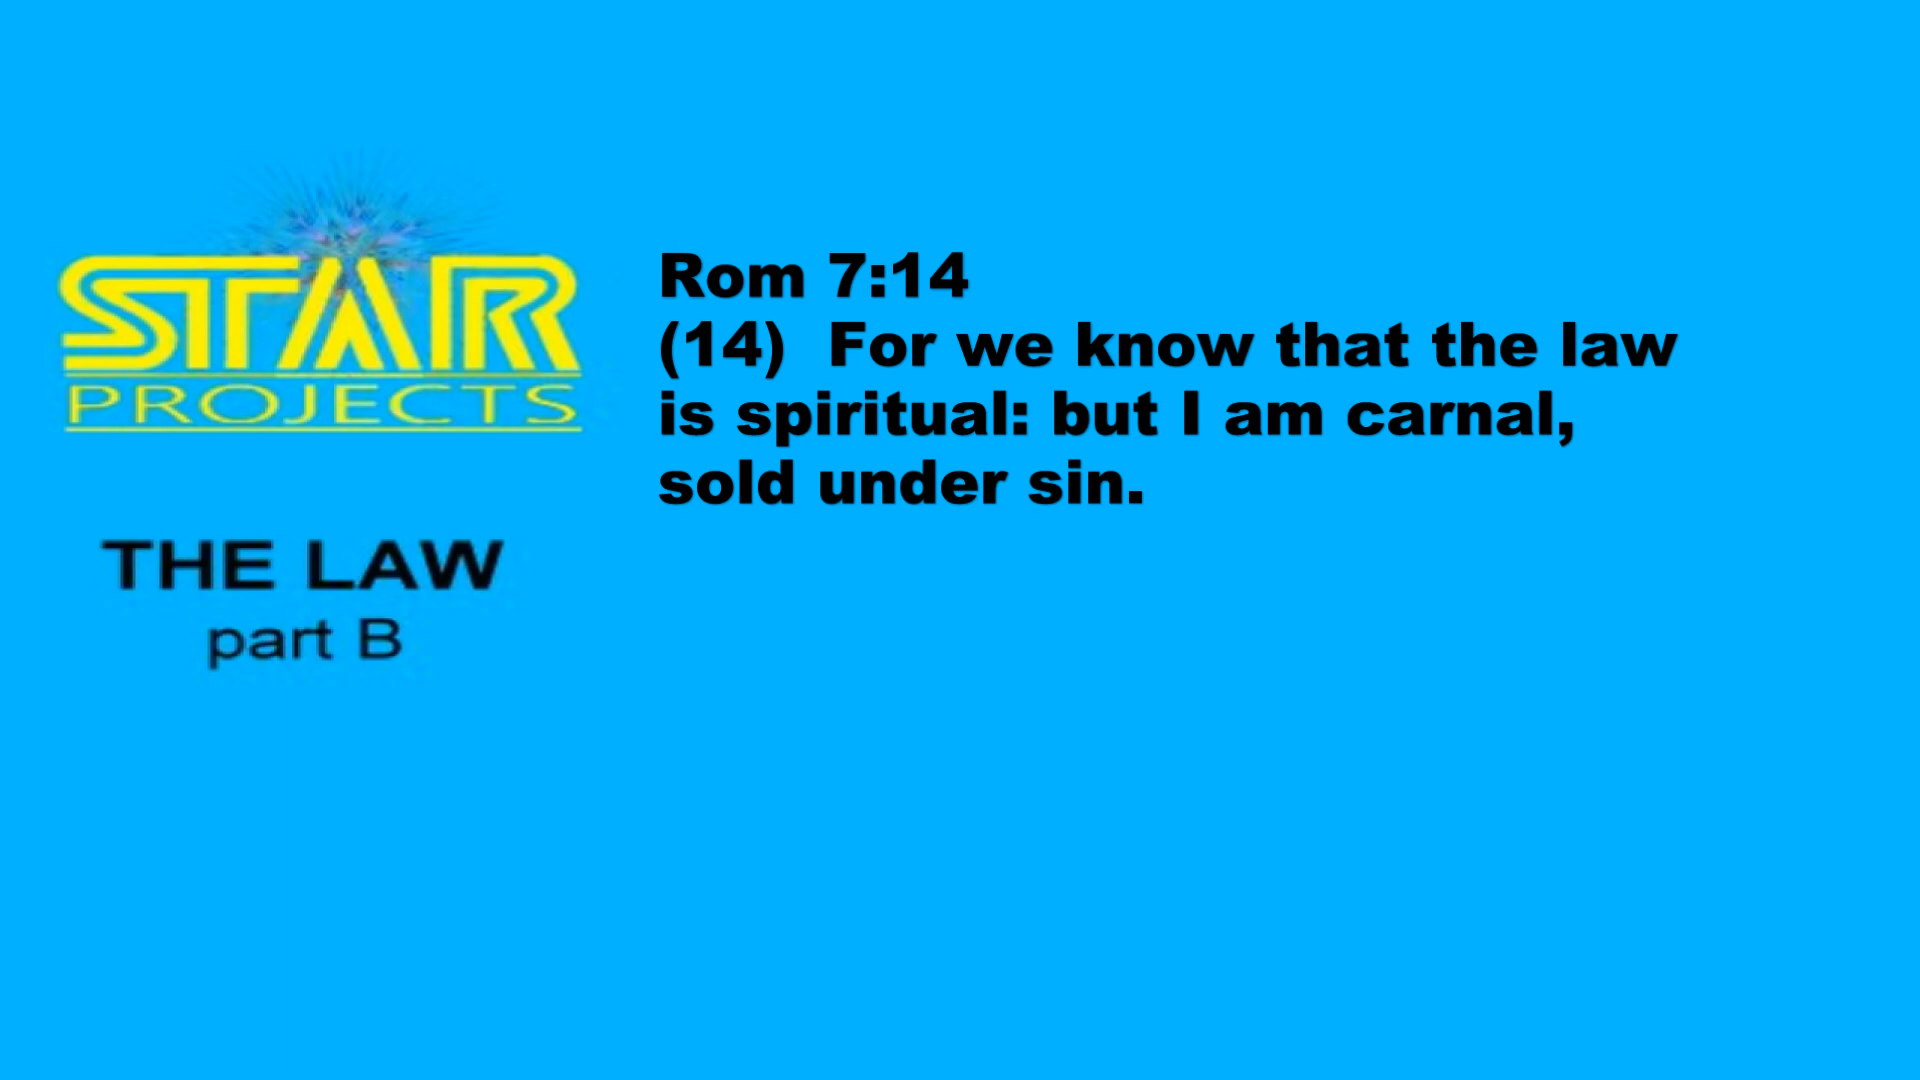 STAR
PROJECTS
THE LAW
part B
Rom 7:14
(14)  For we know that the law
is spiritual: but I am carnal,
sold under sin.